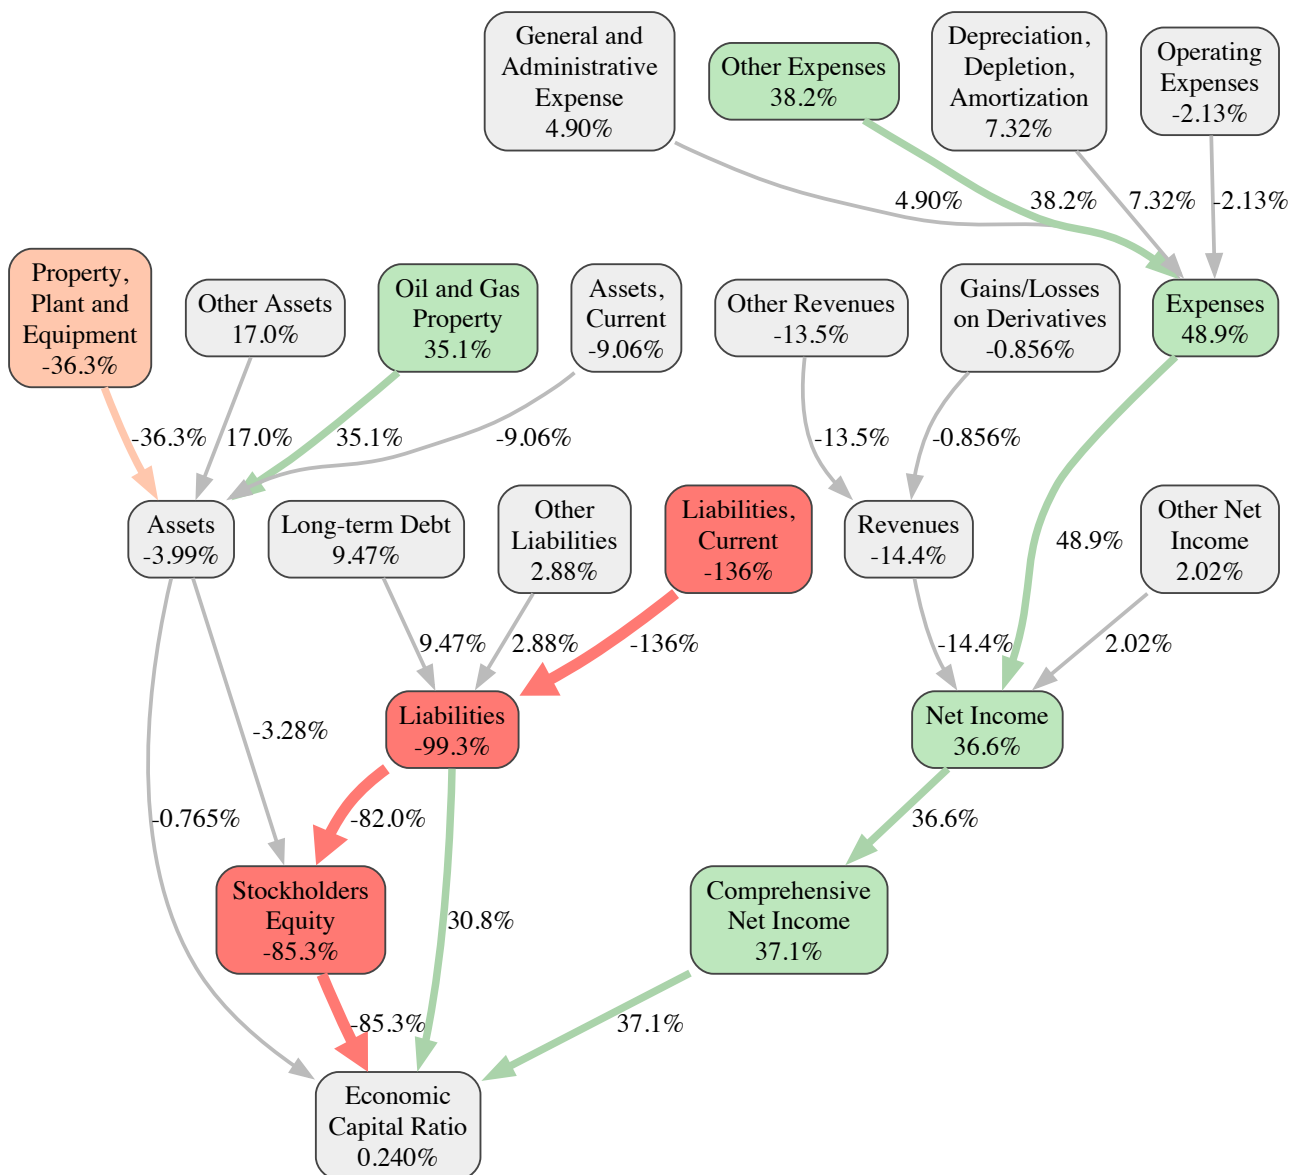 General and
Administrative
Expense
4.90%
Other Expenses
38.2%
Depreciation,
Depletion,
Amortization
7.32%
Operating
Expenses
-2.13%
4.90%
38.2%
7.32%
-2.13%
Property,
Plant and
Equipment
-36.3%
Other Assets
17.0%
Oil and Gas
Property
35.1%
Assets,
Current
-9.06%
Other Revenues
-13.5%
Gains/Losses
on Derivatives
-0.856%
Expenses
48.9%
-36.3%
17.0%
35.1%
-9.06%
-13.5%
-0.856%
Assets
-3.99%
Long-term Debt
9.47%
Other
Liabilities
2.88%
Liabilities,
Current
-136%
Revenues
-14.4%
48.9%
Other Net
Income
2.02%
9.47%
2.88%
-136%
-14.4%
2.02%
-3.28%
Liabilities
-99.3%
Net Income
36.6%
-0.765%
-82.0%
36.6%
Stockholders
Equity
-85.3%
30.8%
Comprehensive
Net Income
37.1%
-85.3%
37.1%
Economic
Capital Ratio
0.240%